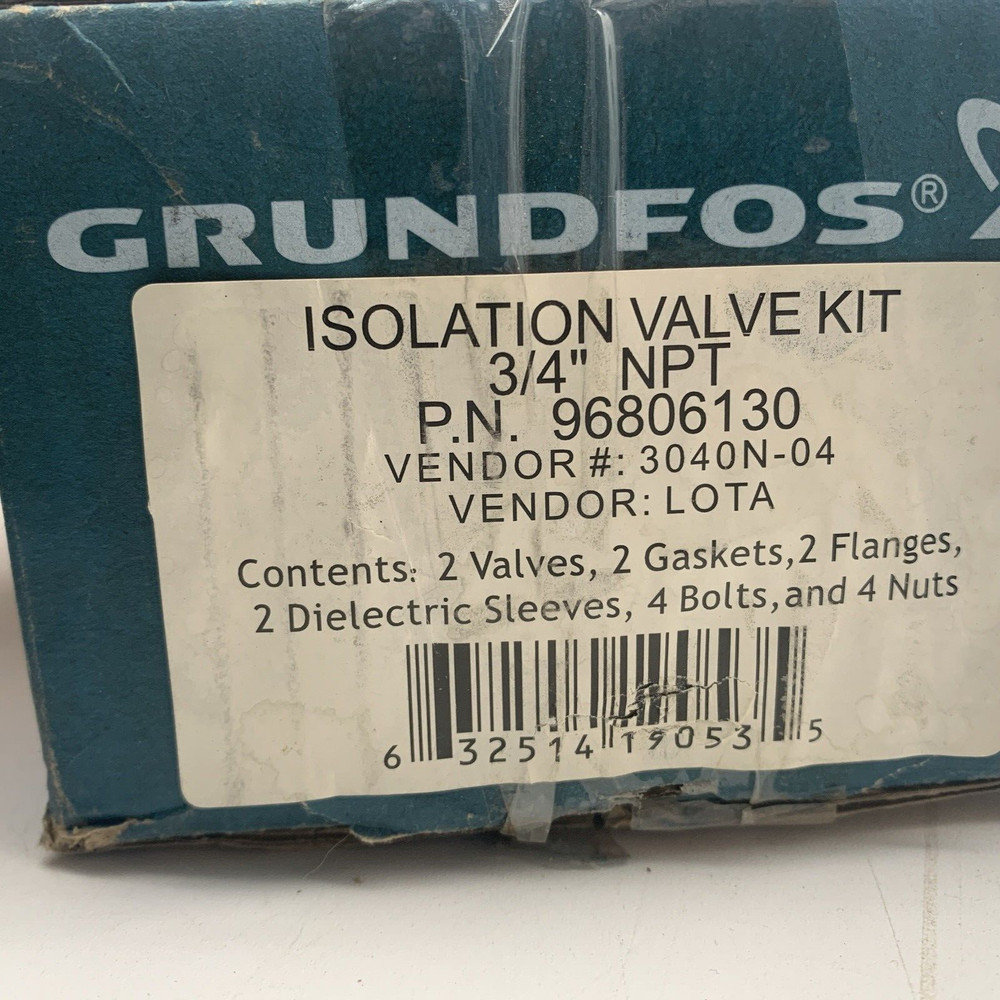 GRUNDFOS®
ISOLATION VALVE KIT
3/4" NPT
P.N. 96806130
VENDOR #: 3040N-04
VENDOR: LOTA
Contents: 2 Valves, 2 Gaskets,2 Flanges,
2 Dielectric Sleeves, 4 Bolts,and 4 Nuts
6 32514 19053 5